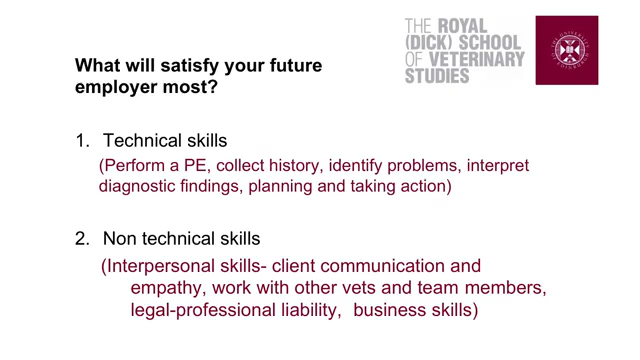 THE ROYAL
(DICK) SCHOOL
OF VETERINARY
STUDIES
What will satisfy your future
employer most?
1. Technical skills
(Perform a PE, collect history, identify problems, interpret
diagnostic findings, planning and taking action)
2. Non technical skills
(Interpersonal skills- client communication and
empathy, work with other vets and team members,
legal-professional liability, business skills)